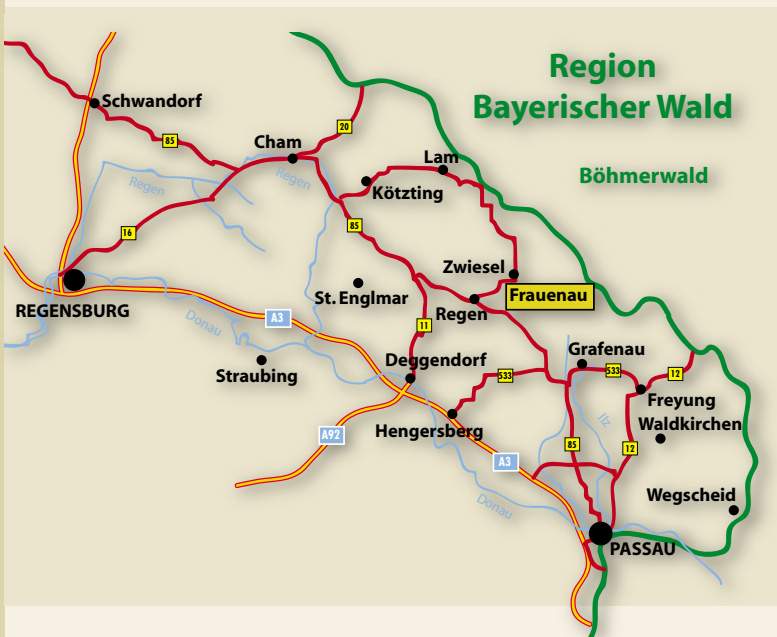 Region
Bayerischer Wald
Böhmerwald
Schwandorf
85
Cham
20
Regen
Regen
Lam
Kötzting
16
85
Zwiesel
Frauenau
REGENSBURG
St. Englmar
Regen
Donau
A3
11
Straubing
Deggendorf
Grafenau
533
533
12
Freyung
Hengersberg
Ilz
Waldkirchen
A92
85
12
A3
Donau
Wegscheid
PASSAU